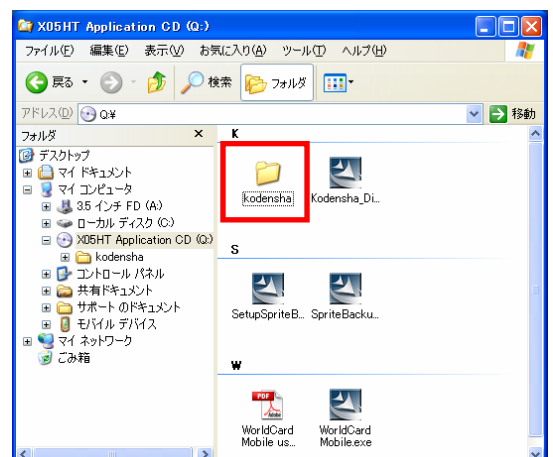 X05HT Application CD (Q:)
ファイル(F) 編集(E) 表示(V) お気に入り(A) ツール(T) ヘルプ(H)
戻る 検索 フォルダ
アドレス(D) Q:¥ 移動
フォルダ ×
デスクトップ
マイ ドキュメント
マイ コンピュータ
3.5 インチ FD (A:)
ローカル ディスク (C:)
X05HT Application CD (Q:)
kodensha
コントロール パネル
共有ドキュメント
サポート のドキュメント
モバイル デバイス
マイ ネットワーク
ごみ箱
K
kodensha
Kodensha_Di...
S
SetupSpriteB...
SpriteBacku...
W
PDF
Adobe
WorldCard
Mobile us...
WorldCard
Mobile.exe